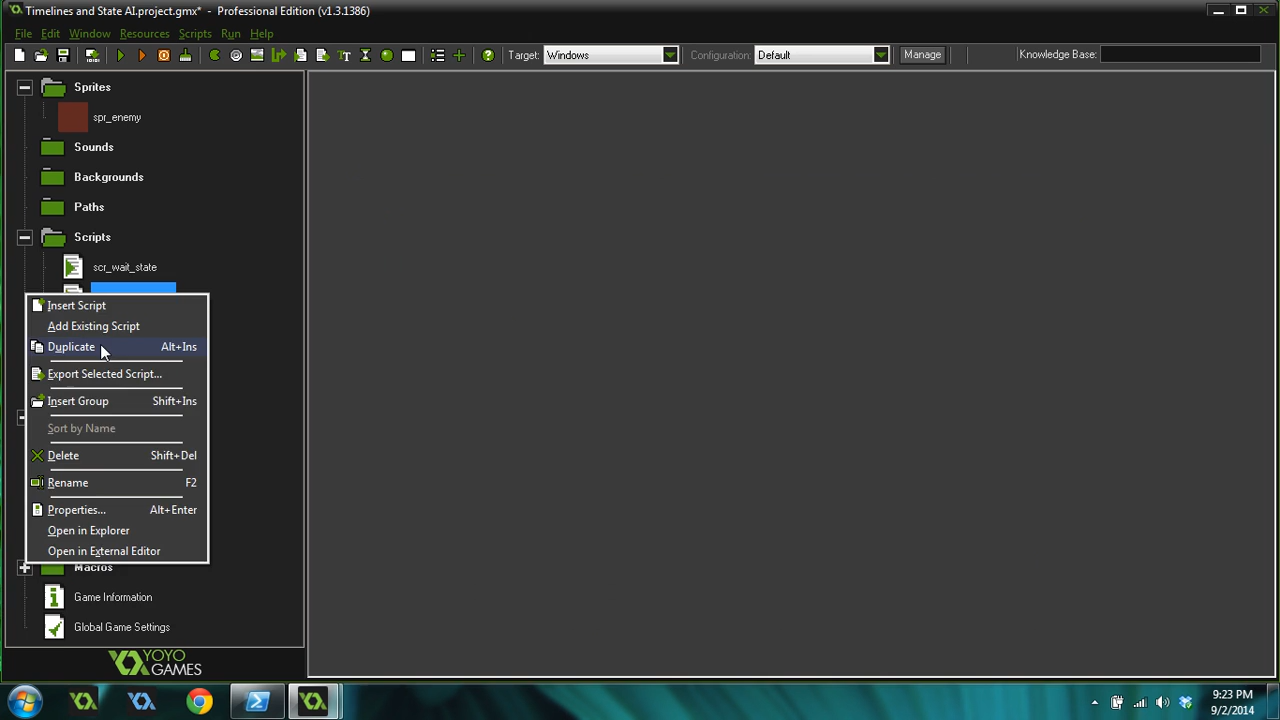 Timelines and State AI.project.gmx* - Professional Edition (v1.3.1386)
File Edit Window Resources Scripts Run Help
Target: Windows Configuration: Default Manage Knowledge Base:
Sprites
spr_enemy
Sounds
Backgrounds
Paths
Scripts
scr_wait_state
Insert Script
Add Existing Script
Duplicate Alt+Ins
Export Selected Script...
Insert Group Shift+Ins
Sort by Name
Delete Shift+Del
Rename F2
Properties... Alt+Enter
Open in Explorer
Open in External Editor
Macros
Game Information
Global Game Settings
YOYO
GAMES
9:23 PM
9/2/2014